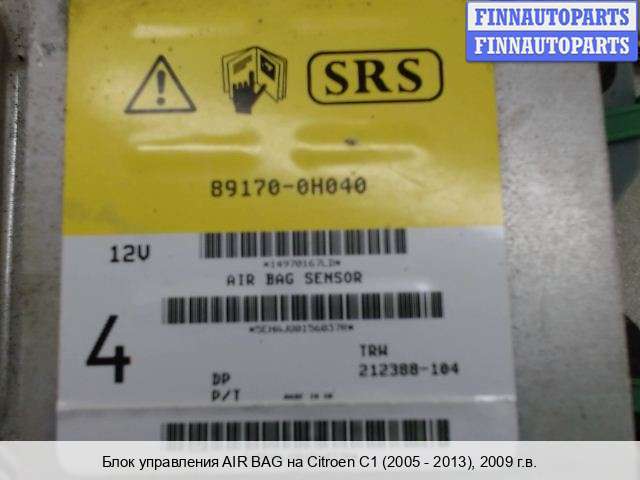 FINNAUTOPARTS
FINNAUTOPARTS
SRS
89170-0H040
12V
*14970167LD*
AIR BAG SENSOR
4
TRW
212388-104
DP
P/T
Блок управления AIR BAG на Citroen C1 (2005 - 2013), 2009 г.в.